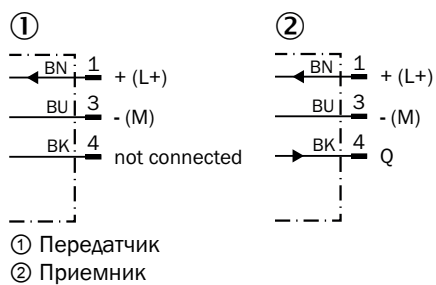 ① ②
BN 1 + (L+) BN 1 + (L+)
BU 3 - (M) BU 3 - (M)
BK 4 not connected BK 4 Q
① Передатчик
② Приемник